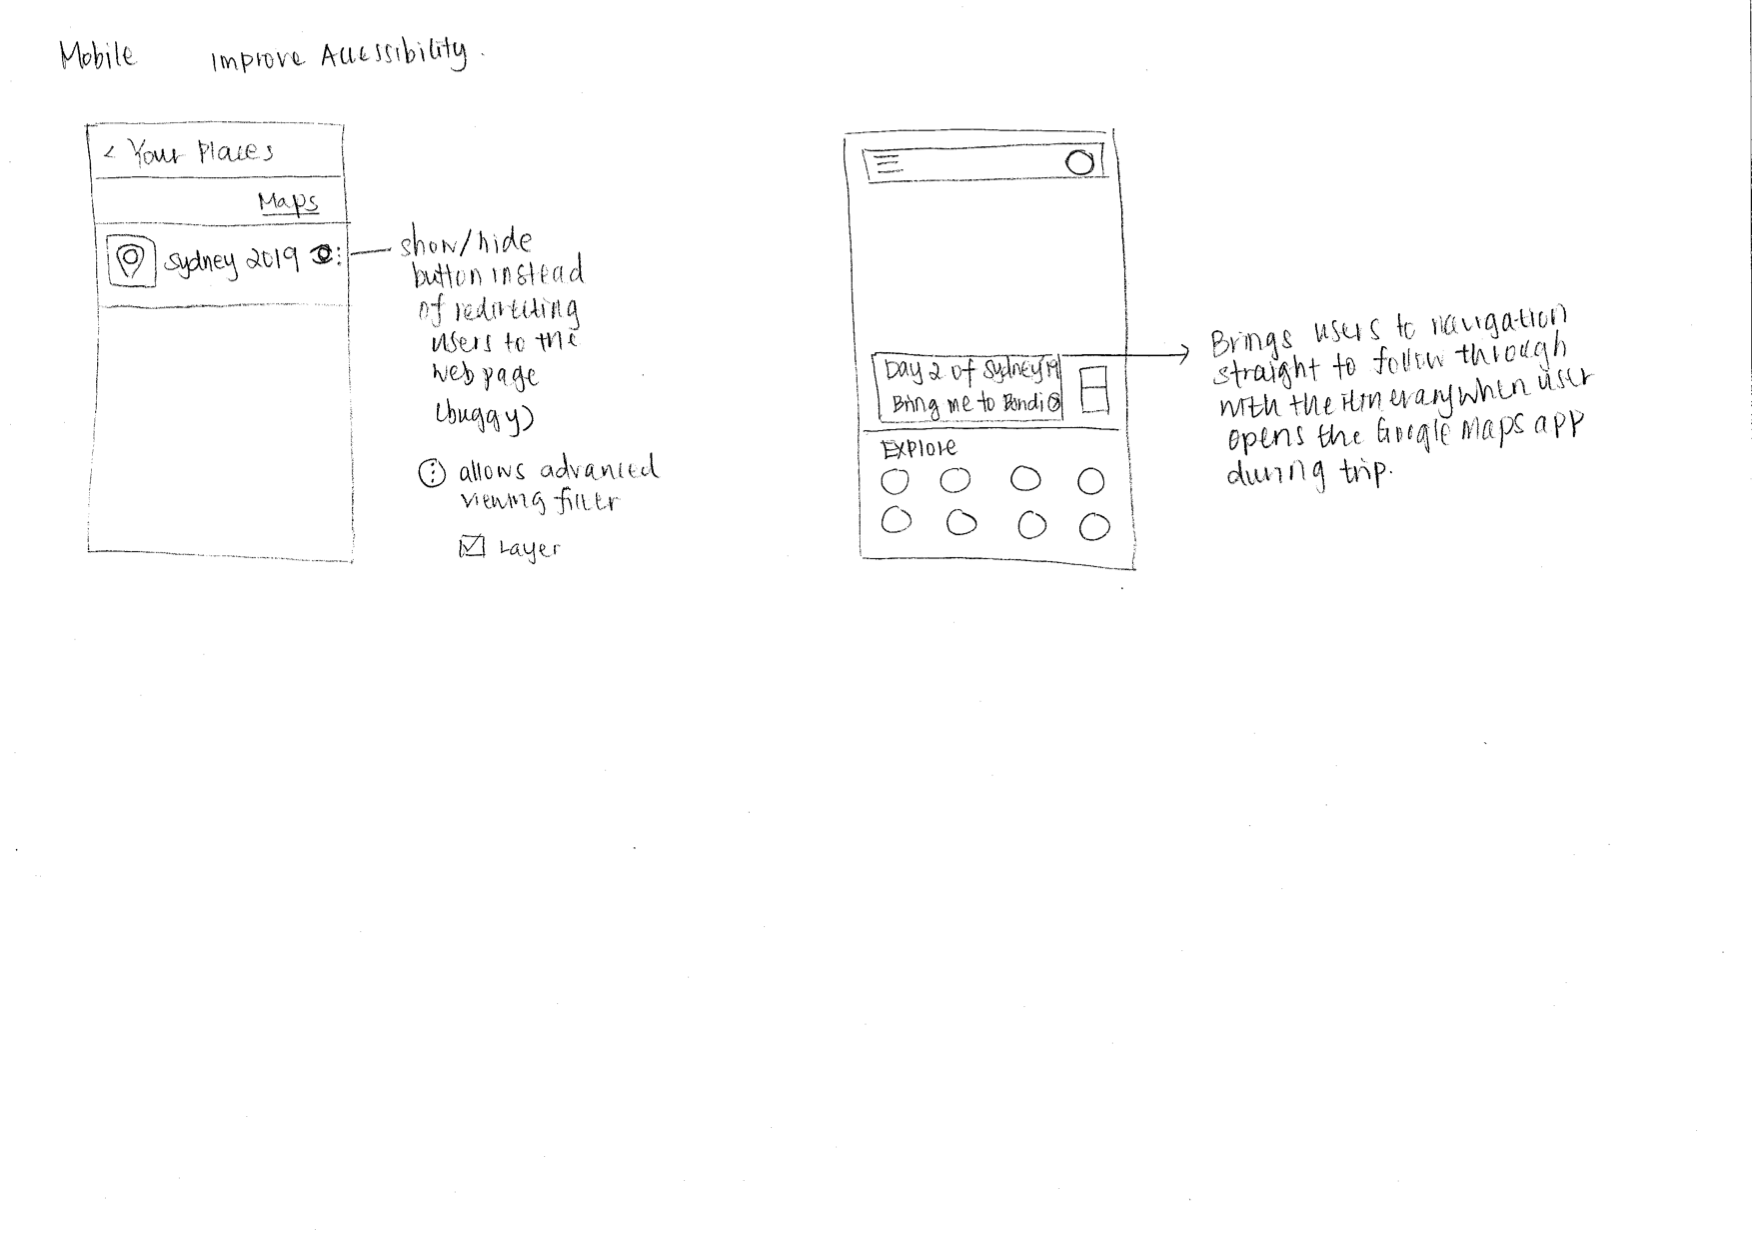 Mobile
Improve Accessibility.
< Your Places
Maps
Sydney 2019
show/hide
button instead
of redirecting
users to the
web page
(buggy)
allows advanced
viewing filter
Layer
Day 2 of Sydney 19
Bring me to Bondi
Explore
Brings users to navigation
straight to follow through
with the itinerary when user
opens the Google Maps app
during trip.